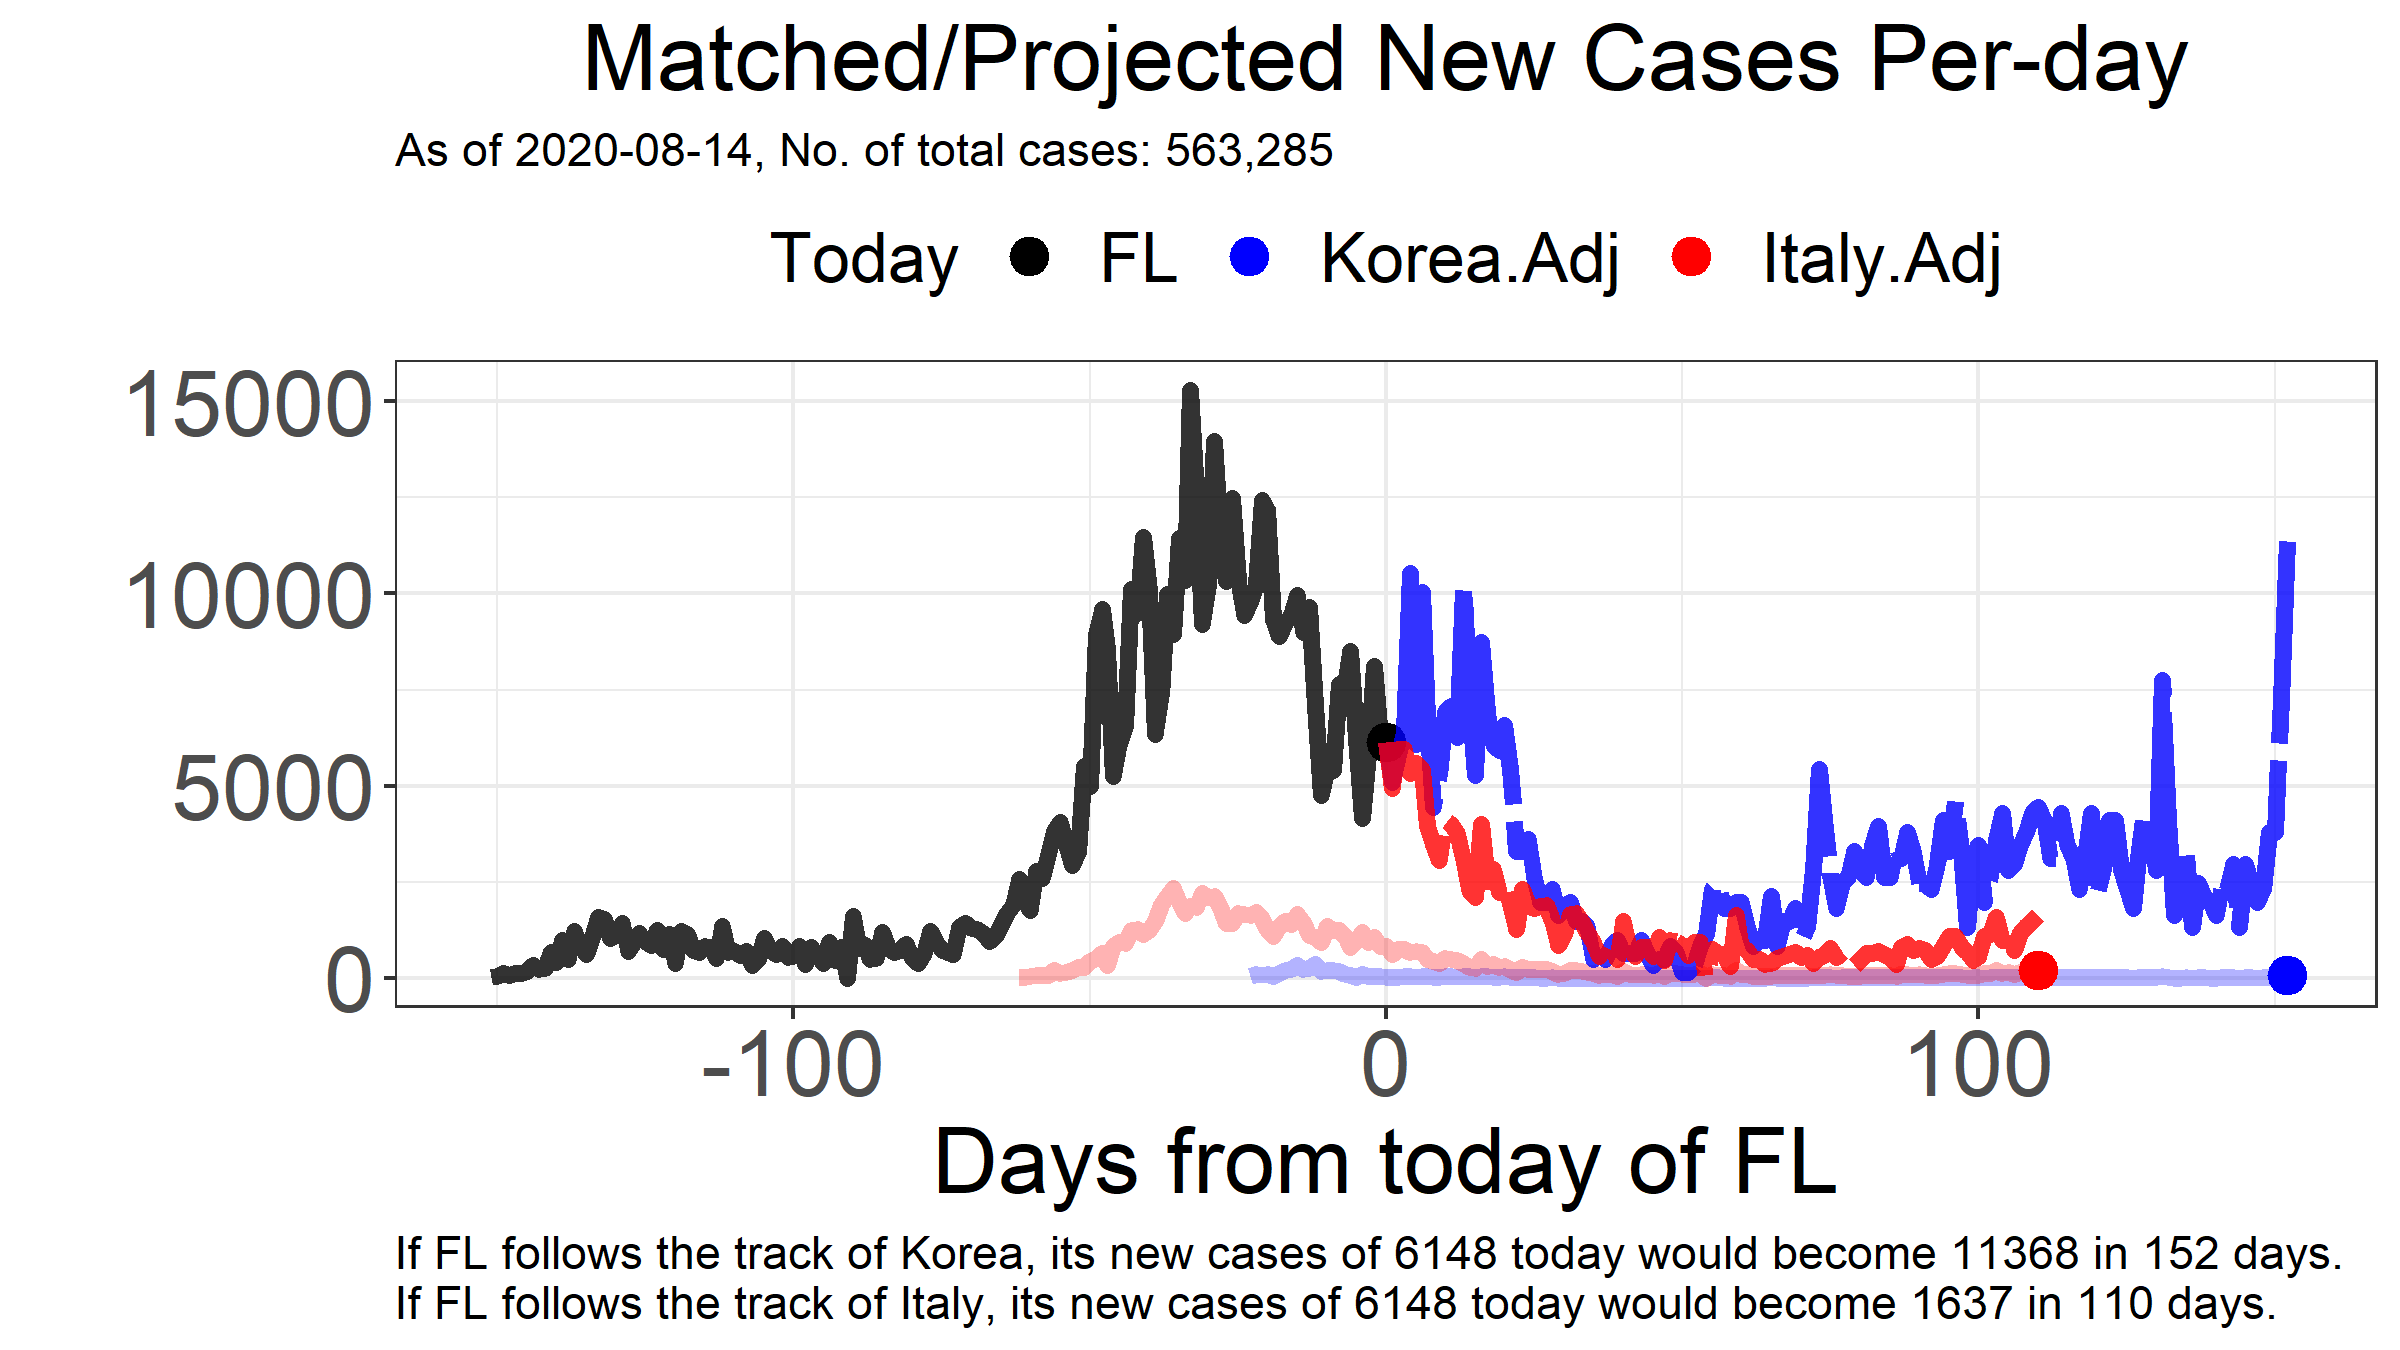 Matched/Projected New Cases Per-day
As of 2020-08-14, No. of total cases: 563,285
Today FL Korea.Adj Italy.Adj
15000
10000
5000
0
-100 0 100
Days from today of FL
If FL follows the track of Korea, its new cases of 6148 today would become 11368 in 152 days.
If FL follows the track of Italy, its new cases of 6148 today would become 1637 in 110 days.